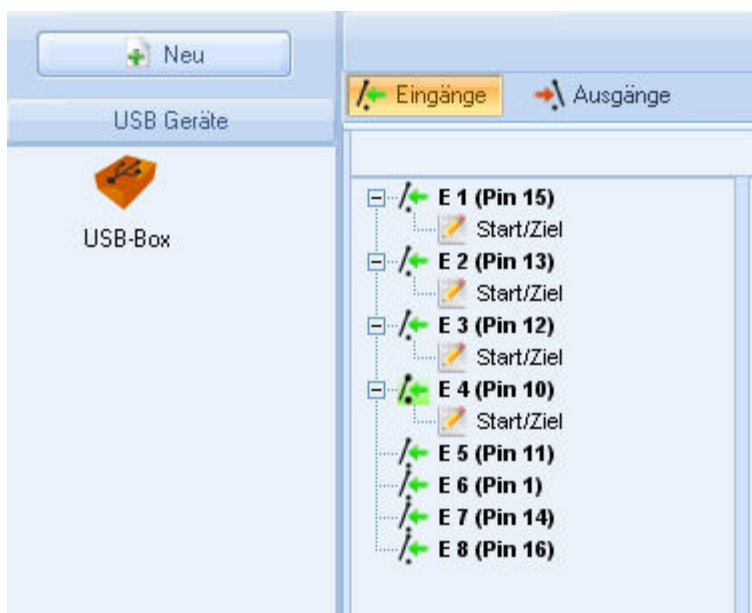 Neu
USB Geräte
USB-Box
Eingänge
Ausgänge
E 1 (Pin 15)
Start/Ziel
E 2 (Pin 13)
Start/Ziel
E 3 (Pin 12)
Start/Ziel
E 4 (Pin 10)
Start/Ziel
E 5 (Pin 11)
E 6 (Pin 1)
E 7 (Pin 14)
E 8 (Pin 16)